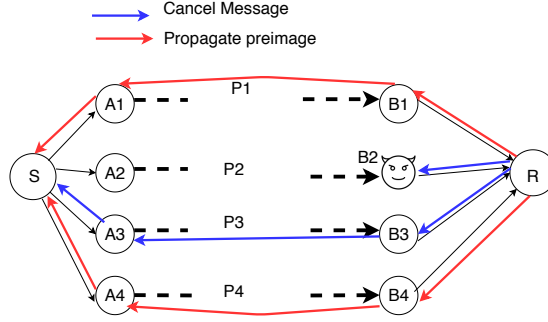 Cancel Message
Propagate preimage
A1 P1 B1
B2
S A2 P2 R
A3 P3 B3
A4 P4 B4